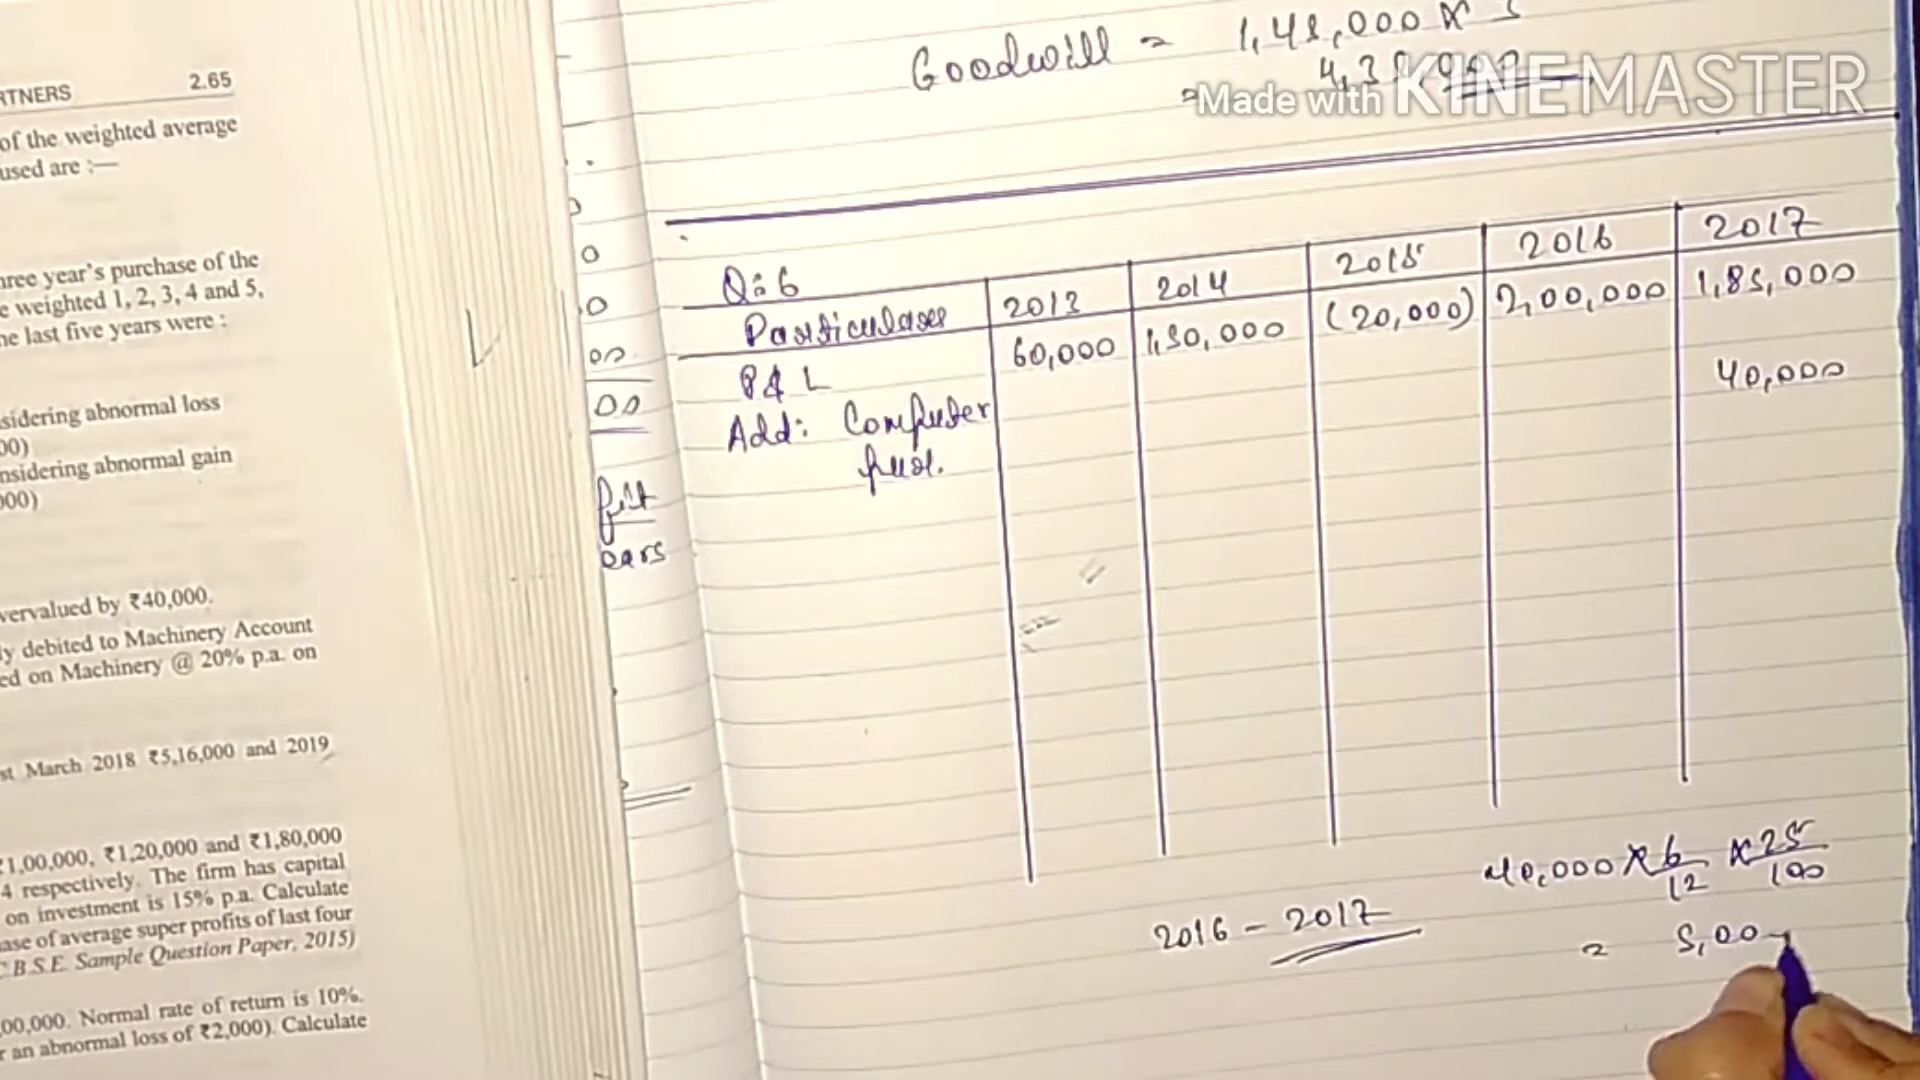 RTNERS 2.65
of the weighted average
used are :—
hree year's purchase of the
e weighted 1, 2, 3, 4 and 5,
he last five years were :
sidering abnormal loss
00)
nsidering abnormal gain
000)
vervalued by ₹40,000.
ly debited to Machinery Account
ed on Machinery @ 20% p.a. on
st March 2018 ₹5,16,000 and 2019
₹1,00,000, ₹1,20,000 and ₹1,80,000
4 respectively. The firm has capital
on investment is 15% p.a. Calculate
ase of average super profits of last four
C.B.S.E. Sample Question Paper, 2015)
00,000. Normal rate of return is 10%.
r an abnormal loss of ₹2,000). Calculate
Goodwill = 1,45,000 x 3
=
Made with KINEMASTER
Q:6
Particulars 2013 2014 2015 2016 2017
P&L 60,000 1,50,000 (20,000) 2,00,000 1,85,000
Add: Computer 40,000
pur.
40,000 x 6/12 x 25/100
2016 - 2017
= 5,00